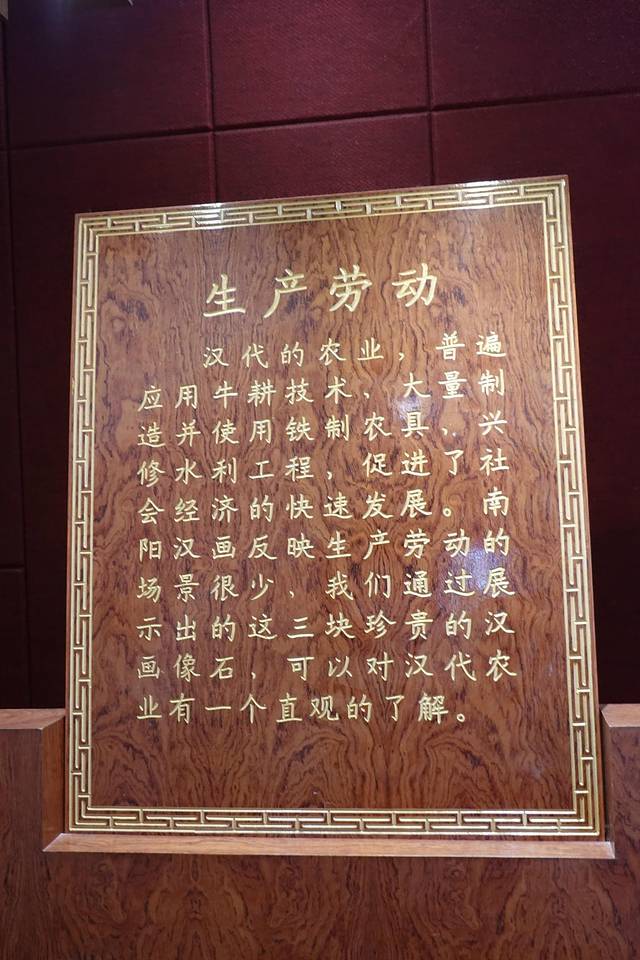 生产劳动
汉代的农业，普遍
应用牛耕技术、大量制
造并使用铁制农具，兴
修水利工程，促进了社
会经济的快速发展。南
阳汉画反映生产劳动的
场景很少、我们通过展
示出的这三块珍贵的汉
画像石，可以对汉代农
业有一个直观的了解。